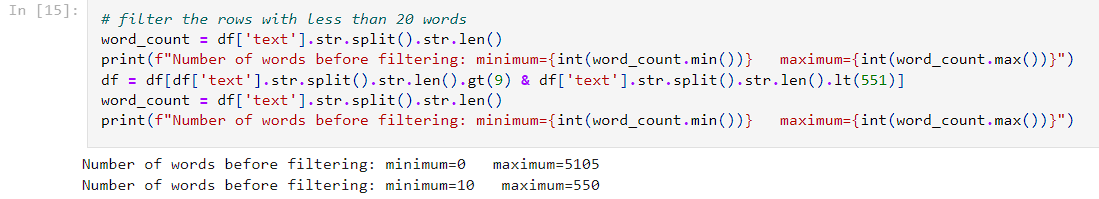 In [15]:
# filter the rows with less than 20 words
word_count = df['text'].str.split().str.len()
print(f"Number of words before filtering: minimum={int(word_count.min())}   maximum={int(word_count.max())}")
df = df[df['text'].str.split().str.len().gt(9) & df['text'].str.split().str.len().lt(551)]
word_count = df['text'].str.split().str.len()
print(f"Number of words before filtering: minimum={int(word_count.min())}   maximum={int(word_count.max())}")
Number of words before filtering: minimum=0   maximum=5105
Number of words before filtering: minimum=10   maximum=550